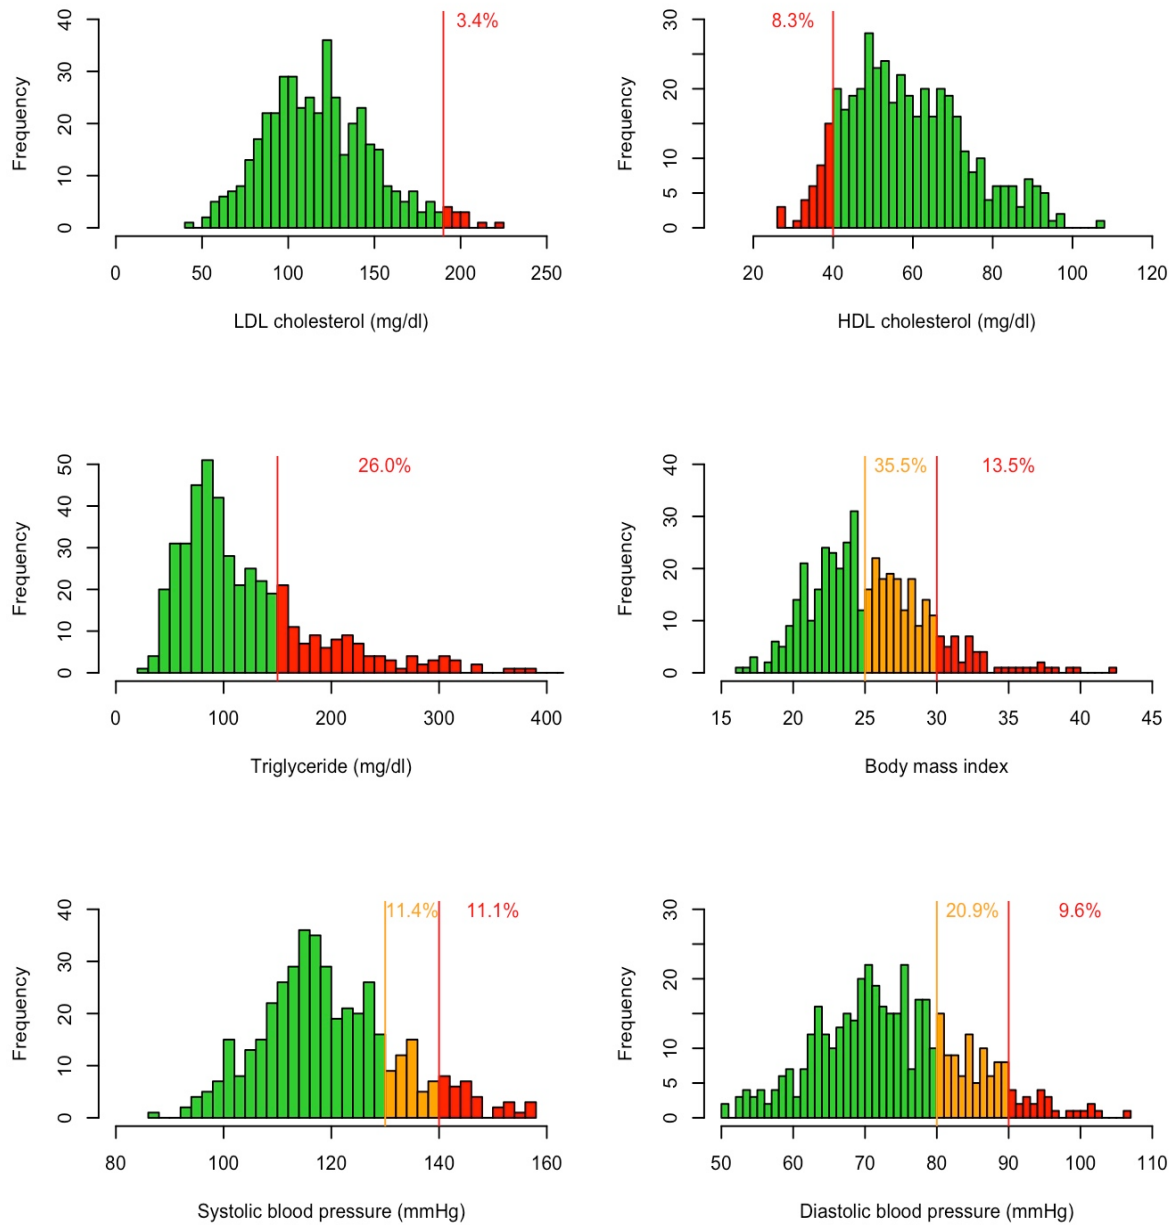 3.4%
40
30
20
10
0
Frequency
0 50 100 150 200 250
LDL cholesterol (mg/dl)
8.3%
30
20
10
5
0
Frequency
20 40 60 80 100 120
HDL cholesterol (mg/dl)
26.0%
50
40
30
20
10
0
Frequency
0 100 200 300 400
Triglyceride (mg/dl)
35.5% 13.5%
40
30
20
10
0
Frequency
15 20 25 30 35 40 45
Body mass index
11.4% 11.1%
40
30
20
10
0
Frequency
80 100 120 140 160
Systolic blood pressure (mmHg)
20.9% 9.6%
30
20
10
5
0
Frequency
50 60 70 80 90 100 110
Diastolic blood pressure (mmHg)